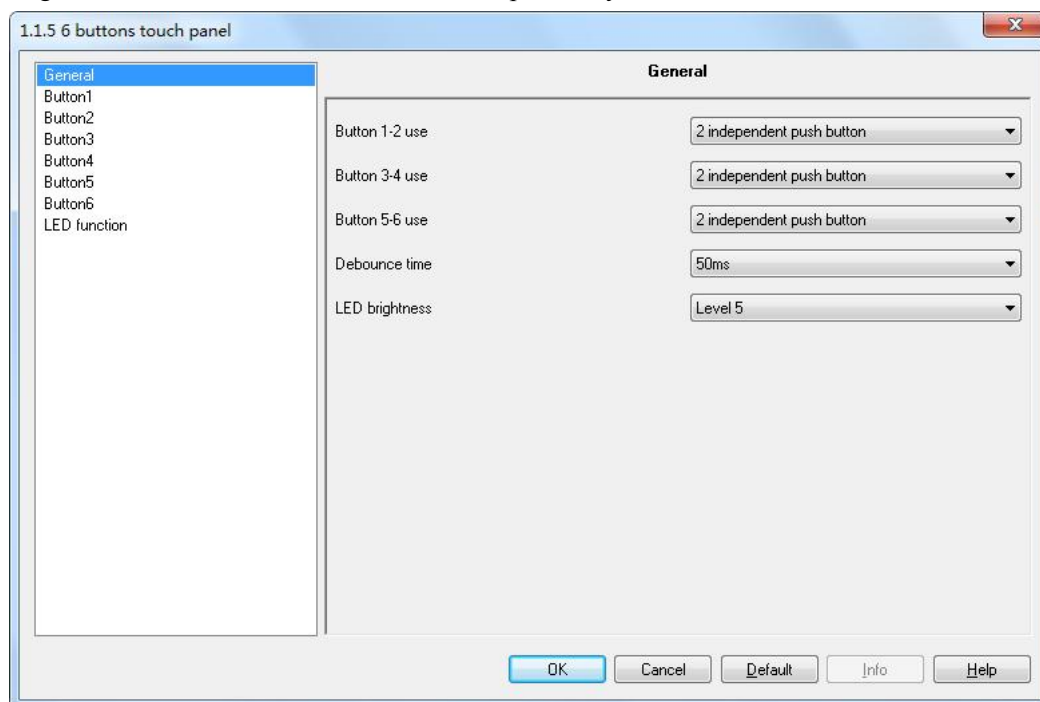 1.1.5 6 buttons touch panel
General
Button1
Button2
Button3
Button4
Button5
Button6
LED function
General
Button 1-2 use 2 independent push button
Button 3-4 use 2 independent push button
Button 5-6 use 2 independent push button
Debounce time 50ms
LED brightness Level 5
OK Cancel Default Info Help